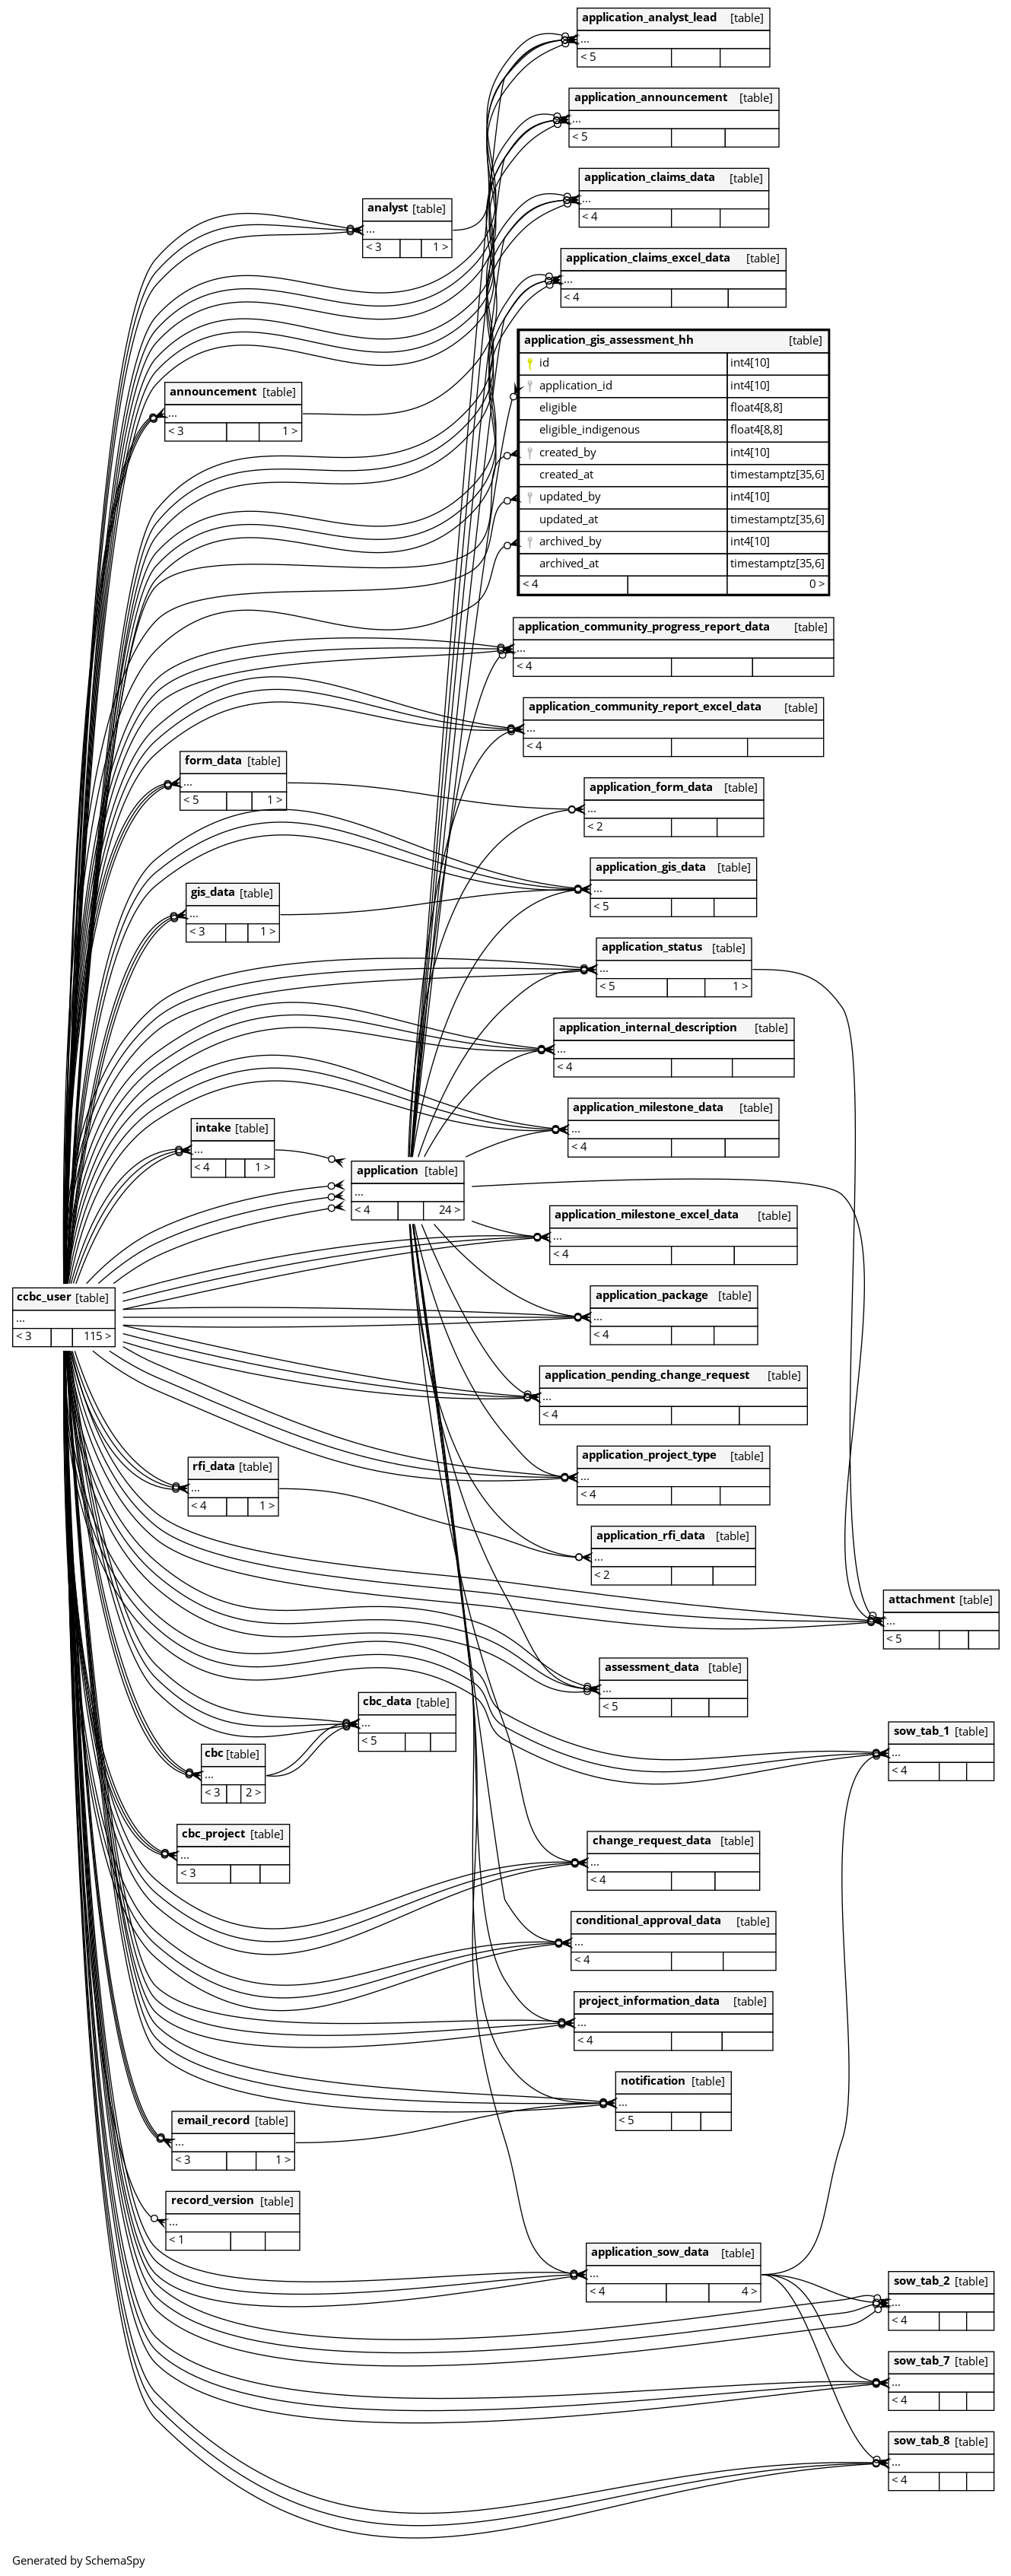 application_analyst_lead [table]
...
< 5
application_announcement [table]
...
< 5
application_claims_data [table]
...
< 4
analyst [table]
...
< 3 1 >
application_claims_excel_data [table]
...
< 4
application_gis_assessment_hh [table]
id int4[10]
application_id int4[10]
eligible float4[8,8]
eligible_indigenous float4[8,8]
created_by int4[10]
created_at timestamptz[35,6]
updated_by int4[10]
updated_at timestamptz[35,6]
archived_by int4[10]
archived_at timestamptz[35,6]
< 4 0 >
announcement [table]
...
< 3 1 >
application_community_progress_report_data [table]
...
< 4
application_community_report_excel_data [table]
...
< 4
form_data [table]
...
< 5 1 >
application_form_data [table]
...
< 2
application_gis_data [table]
...
< 5
gis_data [table]
...
< 3 1 >
application_status [table]
...
< 5 1 >
application_internal_description [table]
...
< 4
application_milestone_data [table]
...
< 4
intake [table]
...
< 4 1 >
application [table]
...
< 4 24 >
application_milestone_excel_data [table]
...
< 4
ccbc_user [table]
...
< 3 115 >
application_package [table]
...
< 4
application_pending_change_request [table]
...
< 4
application_project_type [table]
...
< 4
rfi_data [table]
...
< 4 1 >
application_rfi_data [table]
...
< 2
attachment [table]
...
< 5
assessment_data [table]
...
< 5
cbc_data [table]
...
< 5
sow_tab_1 [table]
...
< 4
cbc [table]
...
< 3 2 >
cbc_project [table]
...
< 3
change_request_data [table]
...
< 4
conditional_approval_data [table]
...
< 4
project_information_data [table]
...
< 4
notification [table]
...
< 5
email_record [table]
...
< 3 1 >
record_version [table]
...
< 1
application_sow_data [table]
...
< 4 4 >
sow_tab_2 [table]
...
< 4
sow_tab_7 [table]
...
< 4
sow_tab_8 [table]
...
< 4
Generated by SchemaSpy